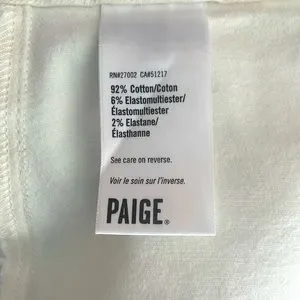 RN#27002 CA#51217
92% Cotton/Coton
6% Elastomultiester/
Élastomultiester
2% Elastane/
Élasthanne
See care on reverse.
Voir le soin sur l'inverse.
PAIGE®